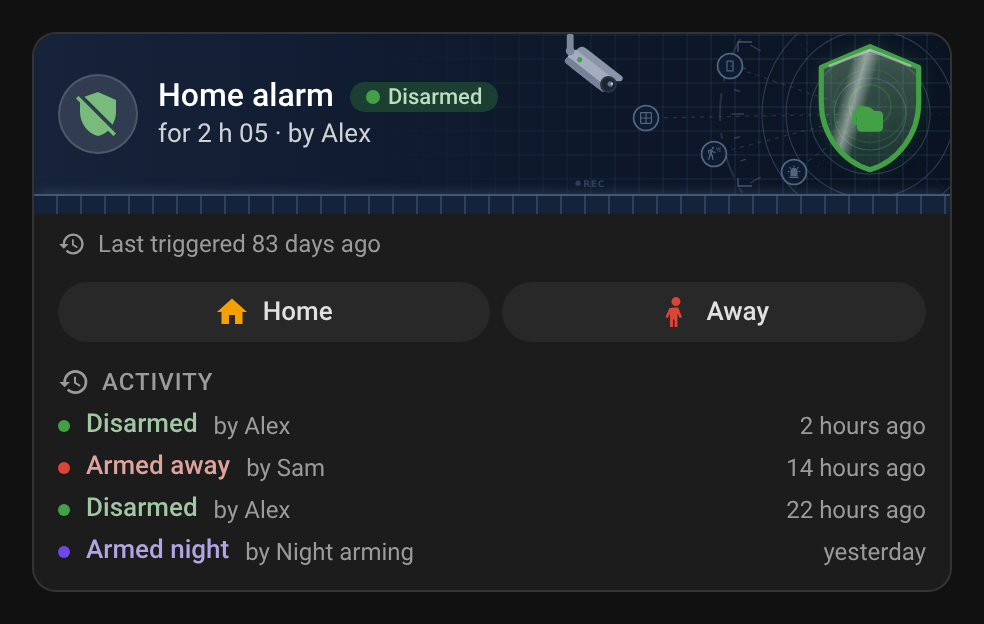 Home alarm
Disarmed
for 2 h 05 · by Alex
REC
Last triggered 83 days ago
Home
Away
ACTIVITY
Disarmed by Alex 2 hours ago
Armed away by Sam 14 hours ago
Disarmed by Alex 22 hours ago
Armed night by Night arming yesterday